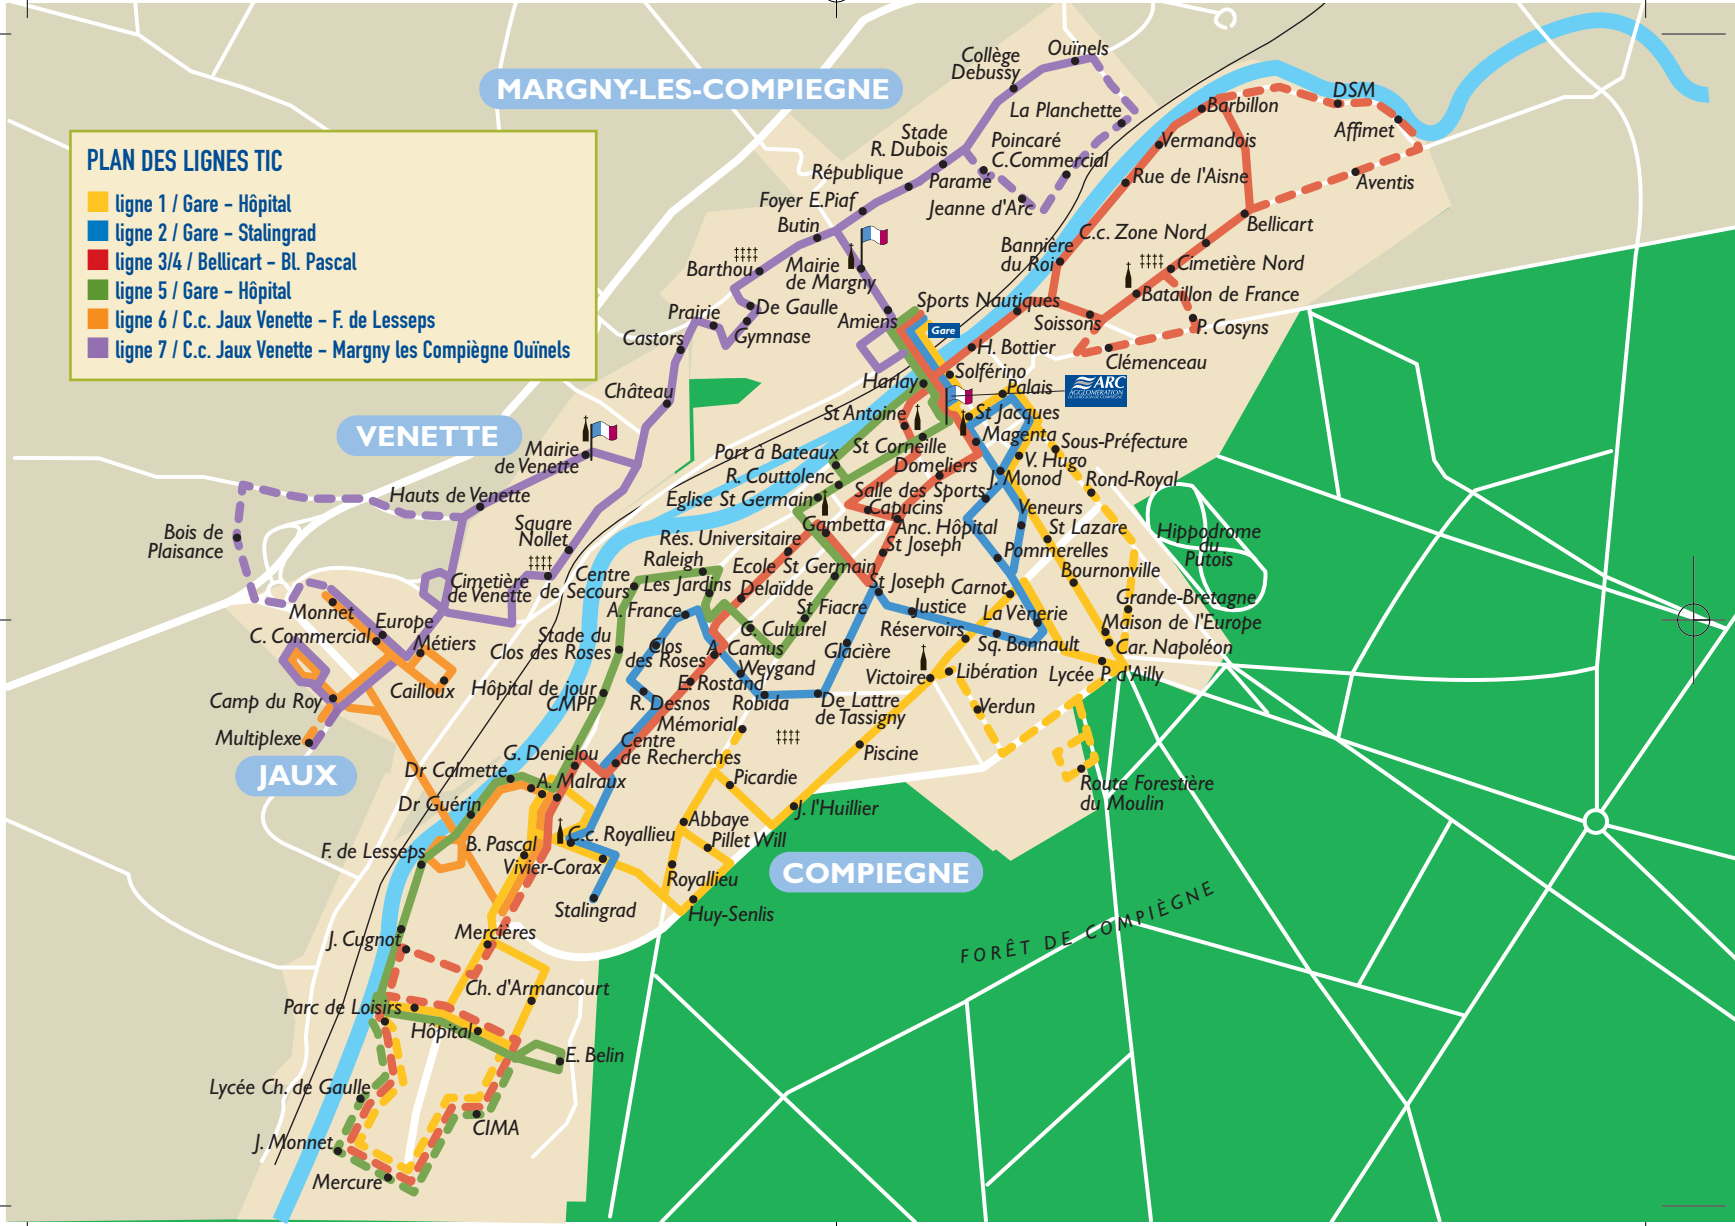 MARGNY-LES-COMPIEGNE
PLAN DES LIGNES TIC
ligne 1 / Gare - Hôpital
ligne 2 / Gare - Stalingrad
ligne 3/4 / Bellicart - Bl. Pascal
ligne 5 / Gare - Hôpital
ligne 6 / C.c. Jaux Venette - F. de Lesseps
ligne 7 / C.c. Jaux Venette - Margny les Compiègne Ouïnels
Collège
Debussy
Ouïnels
La Planchette
Stade
R. Dubois
Poincaré
C.Commercial
République
Paramé
Jeanne d'Arc
Foyer E.Piaf
Butin
Barthou
Mairie
de Margny
De Gaulle
Gymnase
Prairie
Castors
Amiens
Château
Barbillon
DSM
Affimet
Vermandois
Rue de l'Aisne
Aventis
Bellicart
C.c. Zone Nord
Bannière
du Roi
Cimetière Nord
Bataillon de France
Sports Nautiques
Soissons
P. Cosyns
Clémenceau
Gare
H. Bottier
Solférino
Harlay
Palais
ARC
AGGLOMÉRATION
DE LA RÉGION DE COMPIÈGNE
St Antoine
St Jacques
VENETTE
Mairie
de Venette
Magenta
St Corneille
Sous-Préfecture
Port à Bateaux
Domeliers
V. Hugo
R. Couttolenc
J. Monod
Rond-Royal
Hauts de Venette
Eglise St Germain
Salle des Sports
Capucins
Veneurs
Bois de
Plaisance
Square
Nollet
Gambetta
Anc. Hôpital
St Lazare
Hippodrome
du
Putois
Rés. Universitaire
St Joseph
Pommerelles
Raleigh
Ecole St Germain
Bournonville
Cimetière
de Venette
Centre
de Secours
Les Jardins
Delaïdde
St Joseph
Carnot
Grande-Bretagne
Monnet
A. France
St Fiacre
Justice
La Vènerie
Maison de l'Europe
Europe
C. Commercial
Métiers
Stade du
Clos des Roses
C. Culturel
Réservoirs
Sq. Bonnault
Car. Napoléon
Clos
des Roses
A. Camus
Glacière
Weygand
Victoire
Libération
Lycée P. d'Ailly
Cailloux
Camp du Roy
Hôpital de jour
CMPP
E. Rostand
R. Desnos
Robida
De Lattre
de Tassigny
Verdun
Multiplexe
Mémorial
JAUX
G. Denielou
Centre
de Recherches
Piscine
Dr Calmette
A. Malraux
Picardie
Route Forestière
du Moulin
Dr Guérin
J. l'Huillier
C.c. Royallieu
Abbaye
Pillet Will
F. de Lesseps
B. Pascal
Vivier-Corax
COMPIEGNE
Royallieu
Stalingrad
Huy-Senlis
FORÊT DE COMPIÈGNE
J. Cugnot
Mercières
Ch. d'Armancourt
Parc de Loisirs
Hôpital
E. Belin
Lycée Ch. de Gaulle
CIMA
J. Monnet
Mercure